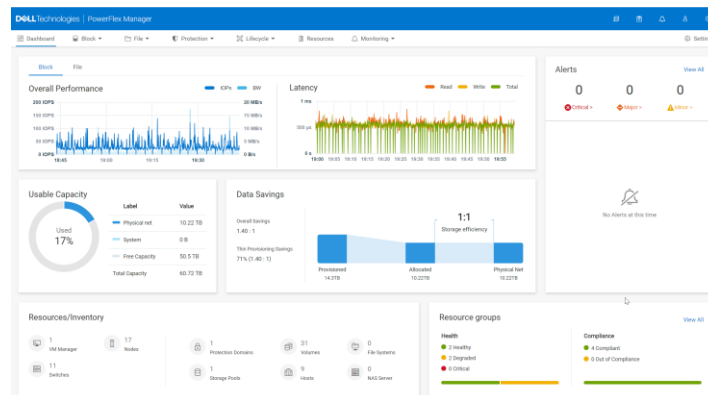 DELLTechnologies | PowerFlex Manager
Dashboard
Block
File
Protection
Lifecycle
Resources
Monitoring
Block
File
Overall Performance
IOPs
BW
200 IOPS
150 IOPS
100 IOPS
50 IOPS
0 IOPS
20 MB/s
15 MB/s
10 MB/s
5 MB/s
0 B/s
18:45
19:00
19:15
19:30
Latency
Read
Write
Total
1 ms
500 µs
0 s
19:00 19:05 19:10 19:15 19:20 19:25 19:30 19:35 19:40 19:45 19:50 19:55
Alerts
View All
0
0
0
Critical >
Major >
Minor >
No Alerts at this time
Usable Capacity
Used
17%
Label
Value
Physical net
10.22 TB
System
0 B
Free Capacity
50.5 TB
Total Capacity
60.72 TB
Data Savings
Overall Savings
1.40 : 1
Thin Provisioning Savings
71% (1.40 : 1)
1:1
Storage efficiency
Provisioned
14.3TB
Allocated
10.22TB
Physical Net
10.22TB
Resources/Inventory
1
VM Manager
17
Nodes
11
Switches
1
Protection Domains
31
Volumes
0
File Systems
1
Storage Pools
9
Hosts
0
NAS Server
Resource groups
View All
Health
2 Healthy
2 Degraded
0 Critical
Compliance
4 Compliant
0 Out of Compliance